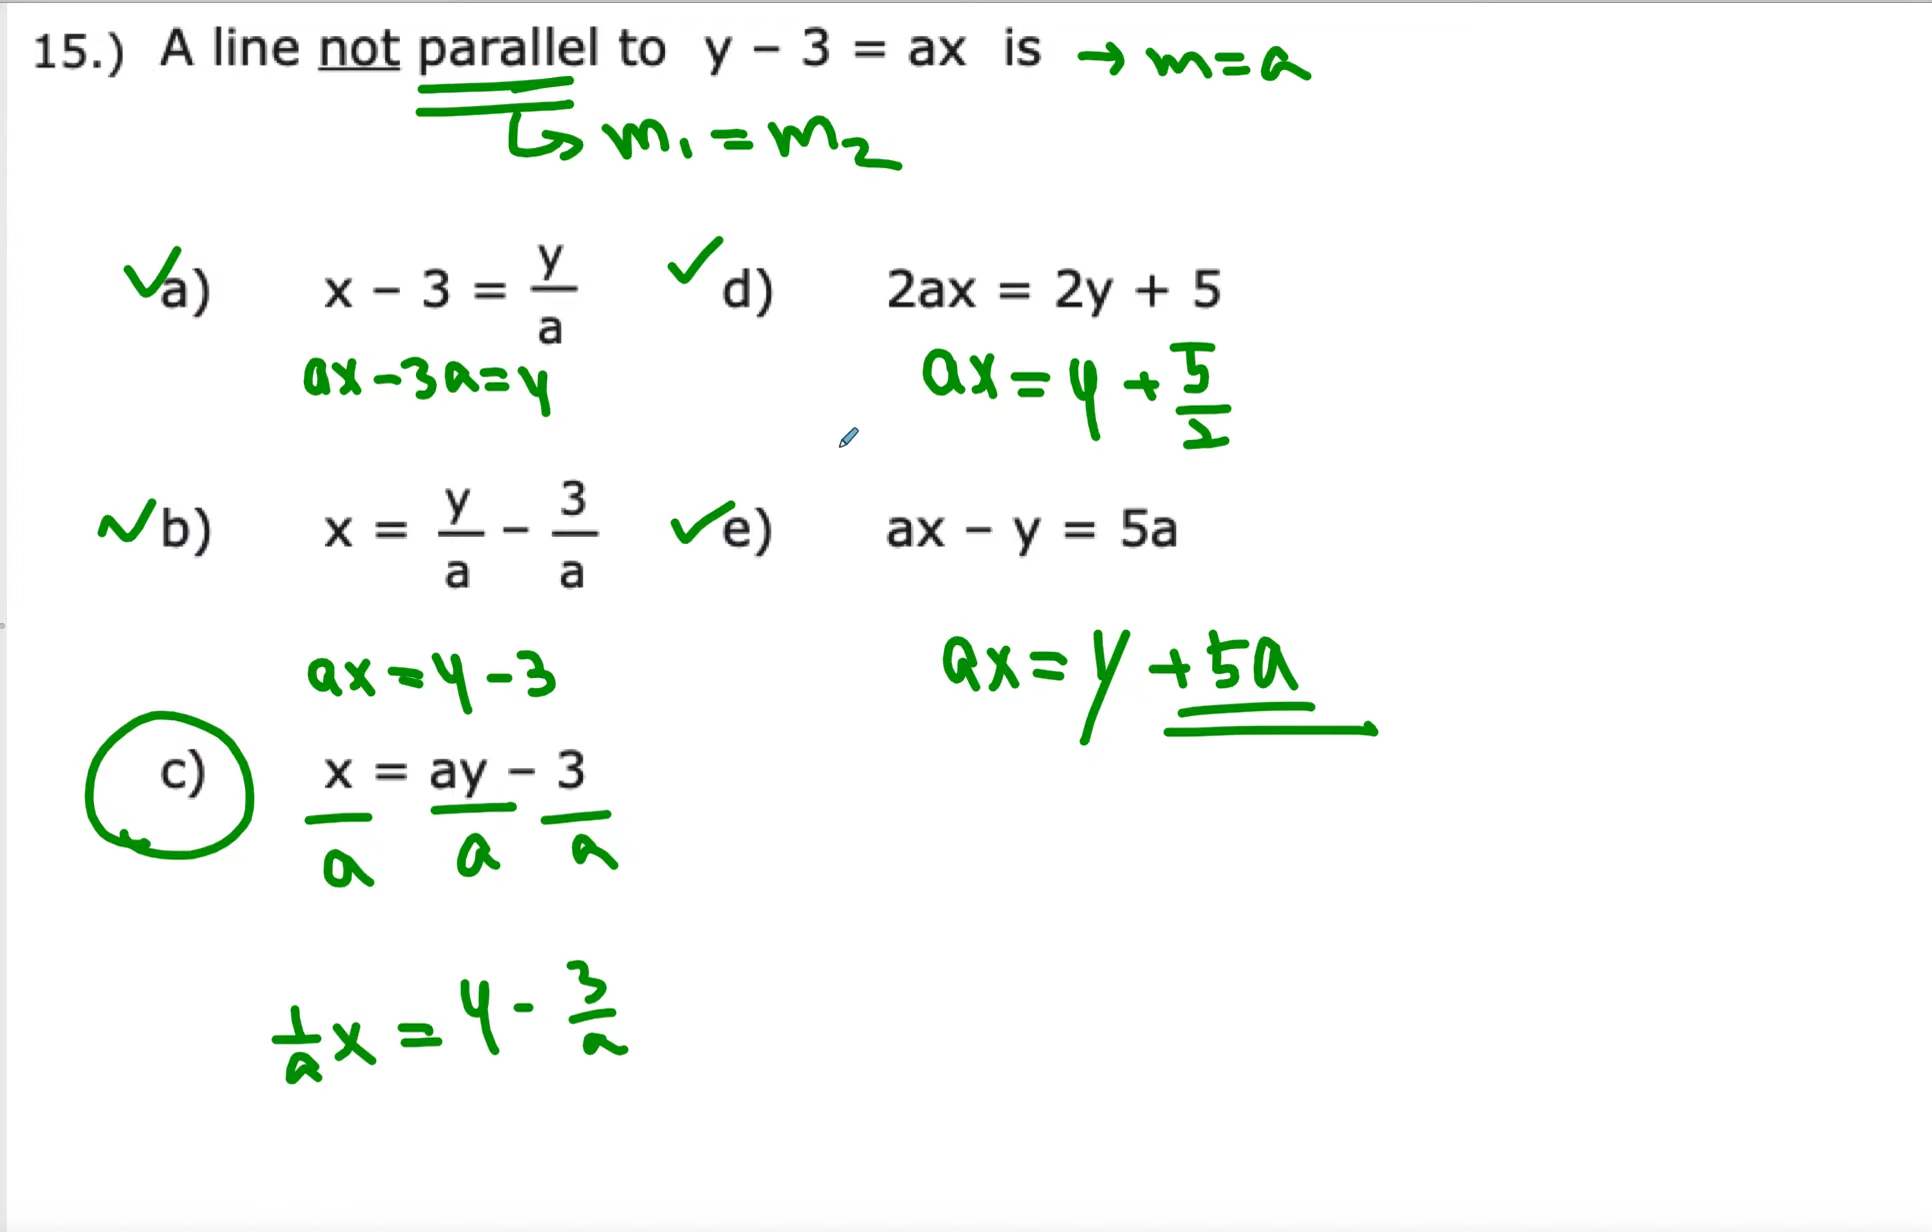 15.) A line not parallel to y – 3 = ax is → m = a
↳ m₁ = m₂
a) x – 3 = y/a
ax – 3a = y
b) x = y/a – 3/a
ax = y – 3
c) x = ay – 3
a a a
1/a x = y – 3/a
d) 2ax = 2y + 5
ax = y + 5/2
e) ax – y = 5a
ax = y + 5a